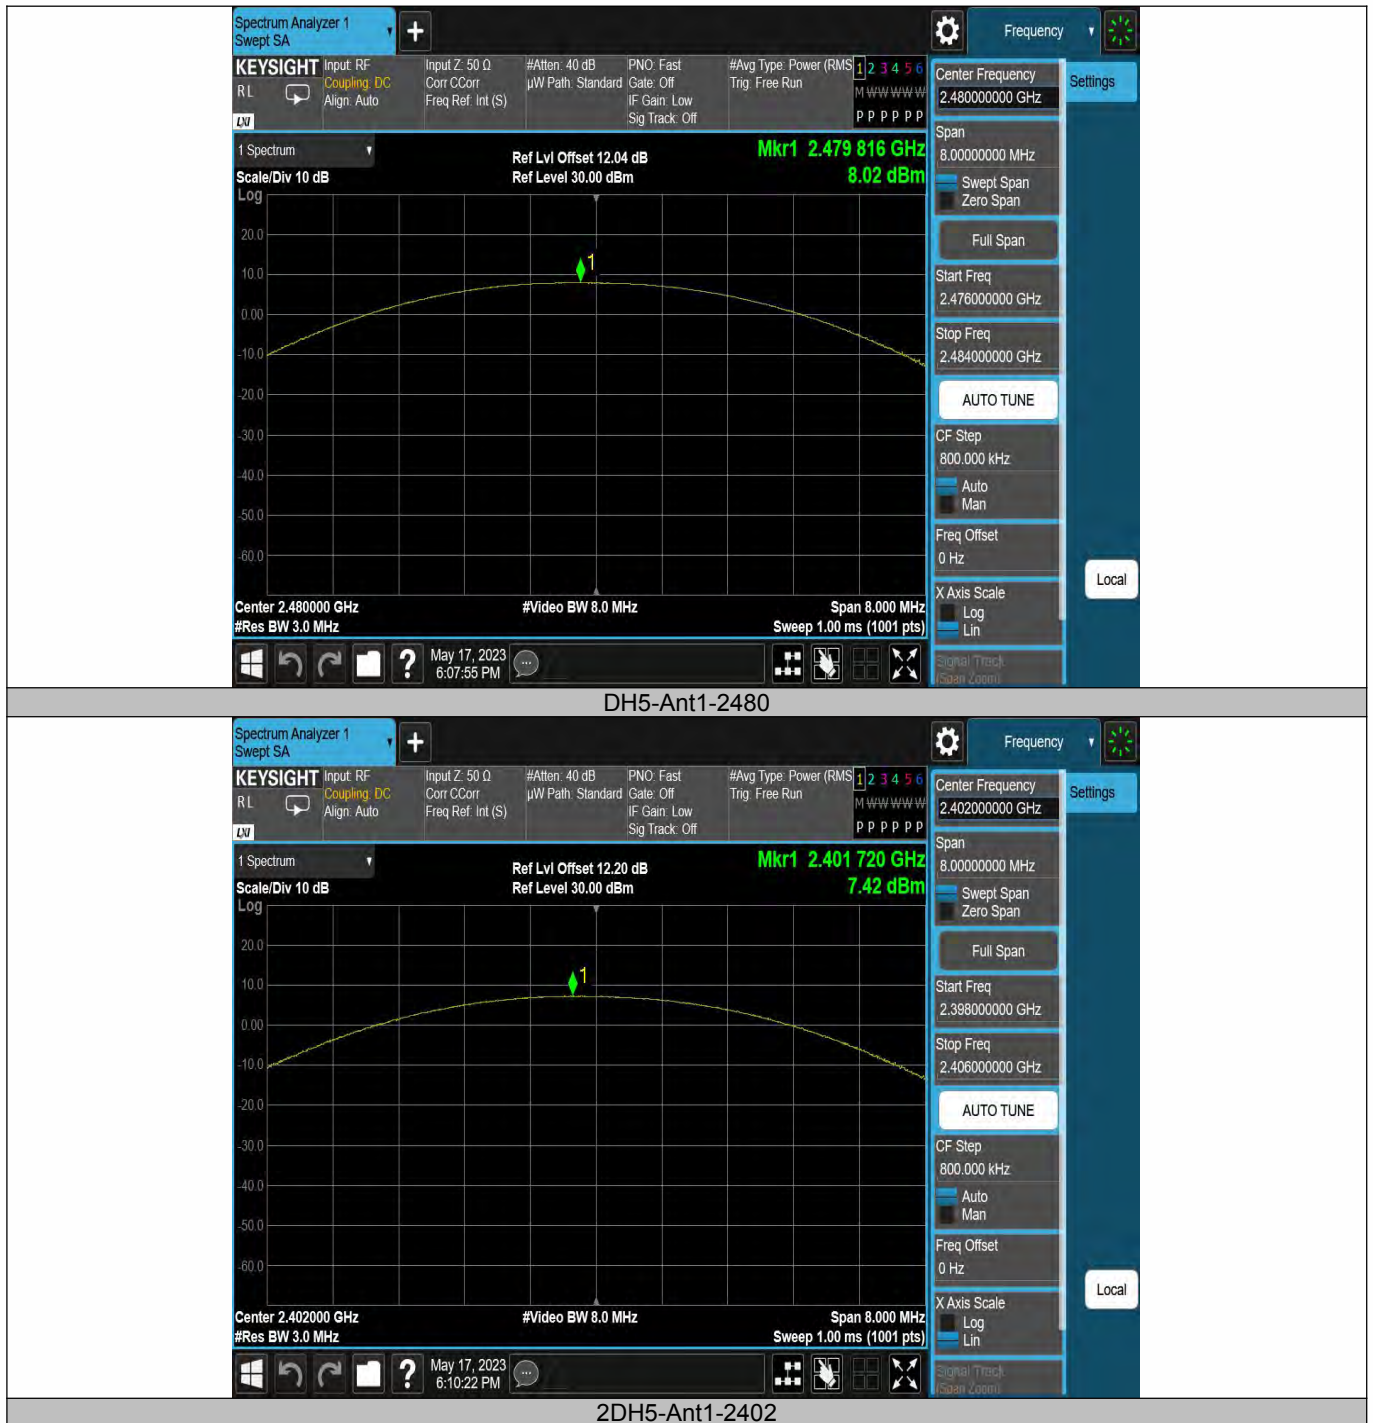 Spectrum Analyzer 1
Swept SA
Frequency
KEYSIGHT
RL
LXI
Input: RF
Coupling: DC
Align: Auto
Input Z: 50 Ω
Corr CCorr
Freq Ref: Int (S)
#Atten: 40 dB
µW Path: Standard
PNO: Fast
Gate: Off
IF Gain: Low
Sig Track: Off
#Avg Type: Power (RMS
Trig: Free Run
1 2 3 4 5 6
M W W W W W
P P P P P P
Center Frequency
2.480000000 GHz
Settings
Span
8.00000000 MHz
Swept Span
Zero Span
Full Span
Start Freq
2.476000000 GHz
Stop Freq
2.484000000 GHz
AUTO TUNE
CF Step
800.000 kHz
Auto
Man
Freq Offset
0 Hz
X Axis Scale
Log
Lin
Signal Track
(Span Zoom)
Local
1 Spectrum
Scale/Div 10 dB
Log
Ref Lvl Offset 12.04 dB
Ref Level 30.00 dBm
Mkr1 2.479 816 GHz
8.02 dBm
20.0
10.0
0.00
-10.0
-20.0
-30.0
-40.0
-50.0
-60.0
1
Center 2.480000 GHz
#Res BW 3.0 MHz
#Video BW 8.0 MHz
Span 8.000 MHz
Sweep 1.00 ms (1001 pts)
?
May 17, 2023
6:07:55 PM
DH5-Ant1-2480
Spectrum Analyzer 1
Swept SA
Frequency
KEYSIGHT
RL
LXI
Input: RF
Coupling: DC
Align: Auto
Input Z: 50 Ω
Corr CCorr
Freq Ref: Int (S)
#Atten: 40 dB
µW Path: Standard
PNO: Fast
Gate: Off
IF Gain: Low
Sig Track: Off
#Avg Type: Power (RMS
Trig: Free Run
1 2 3 4 5 6
M W W W W W
P P P P P P
Center Frequency
2.402000000 GHz
Settings
Span
8.00000000 MHz
Swept Span
Zero Span
Full Span
Start Freq
2.398000000 GHz
Stop Freq
2.406000000 GHz
AUTO TUNE
CF Step
800.000 kHz
Auto
Man
Freq Offset
0 Hz
X Axis Scale
Log
Lin
Signal Track
(Span Zoom)
Local
1 Spectrum
Scale/Div 10 dB
Log
Ref Lvl Offset 12.20 dB
Ref Level 30.00 dBm
Mkr1 2.401 720 GHz
7.42 dBm
20.0
10.0
0.00
-10.0
-20.0
-30.0
-40.0
-50.0
-60.0
1
Center 2.402000 GHz
#Res BW 3.0 MHz
#Video BW 8.0 MHz
Span 8.000 MHz
Sweep 1.00 ms (1001 pts)
?
May 17, 2023
6:10:22 PM
2DH5-Ant1-2402